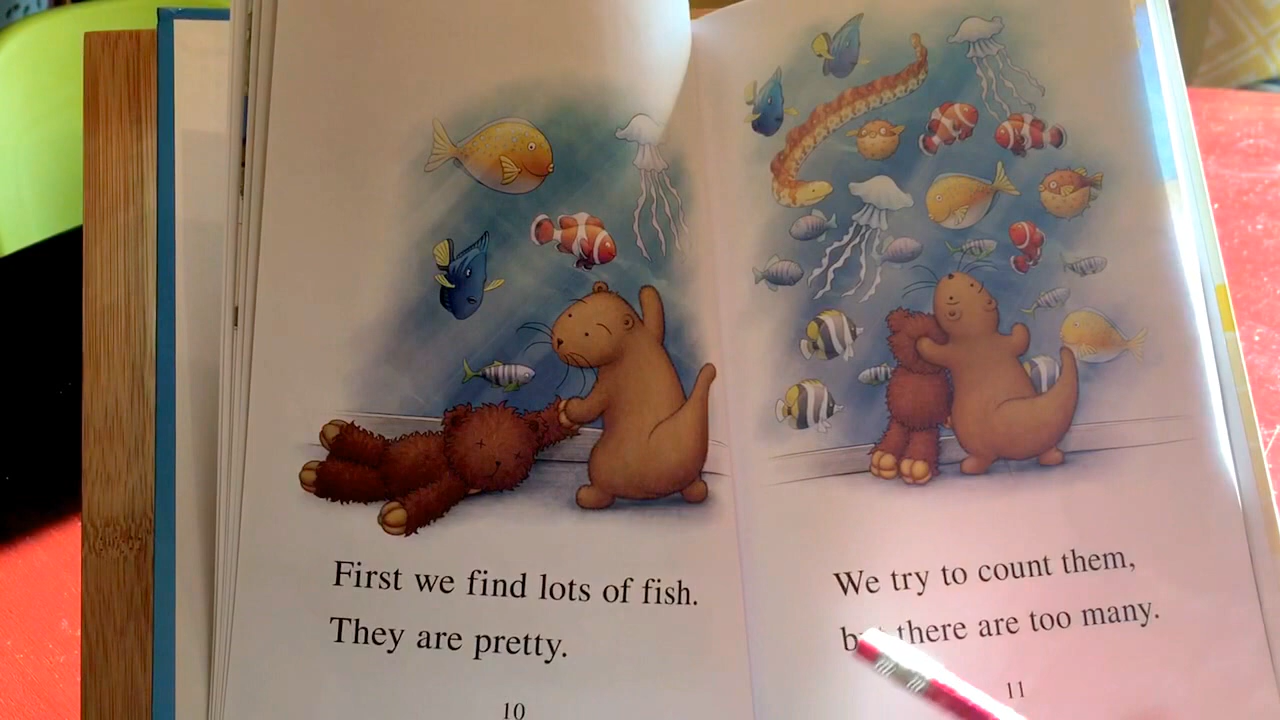 First we find lots of fish.
They are pretty.
10
We try to count them,
but there are too many.
11